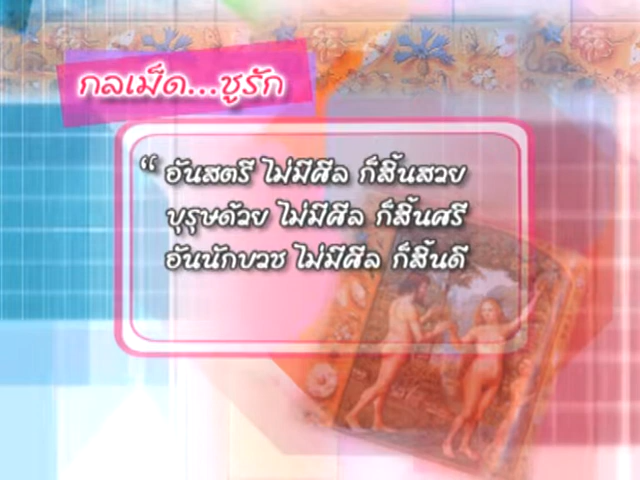 กลเม็ด...ชูรัก
“ อันสตรี ไม่มีศีล ก็สิ้นสวย
บุรุษด้วย ไม่มีศีล ก็สิ้นศรี
อันนักบวช ไม่มีศีล ก็สิ้นดี